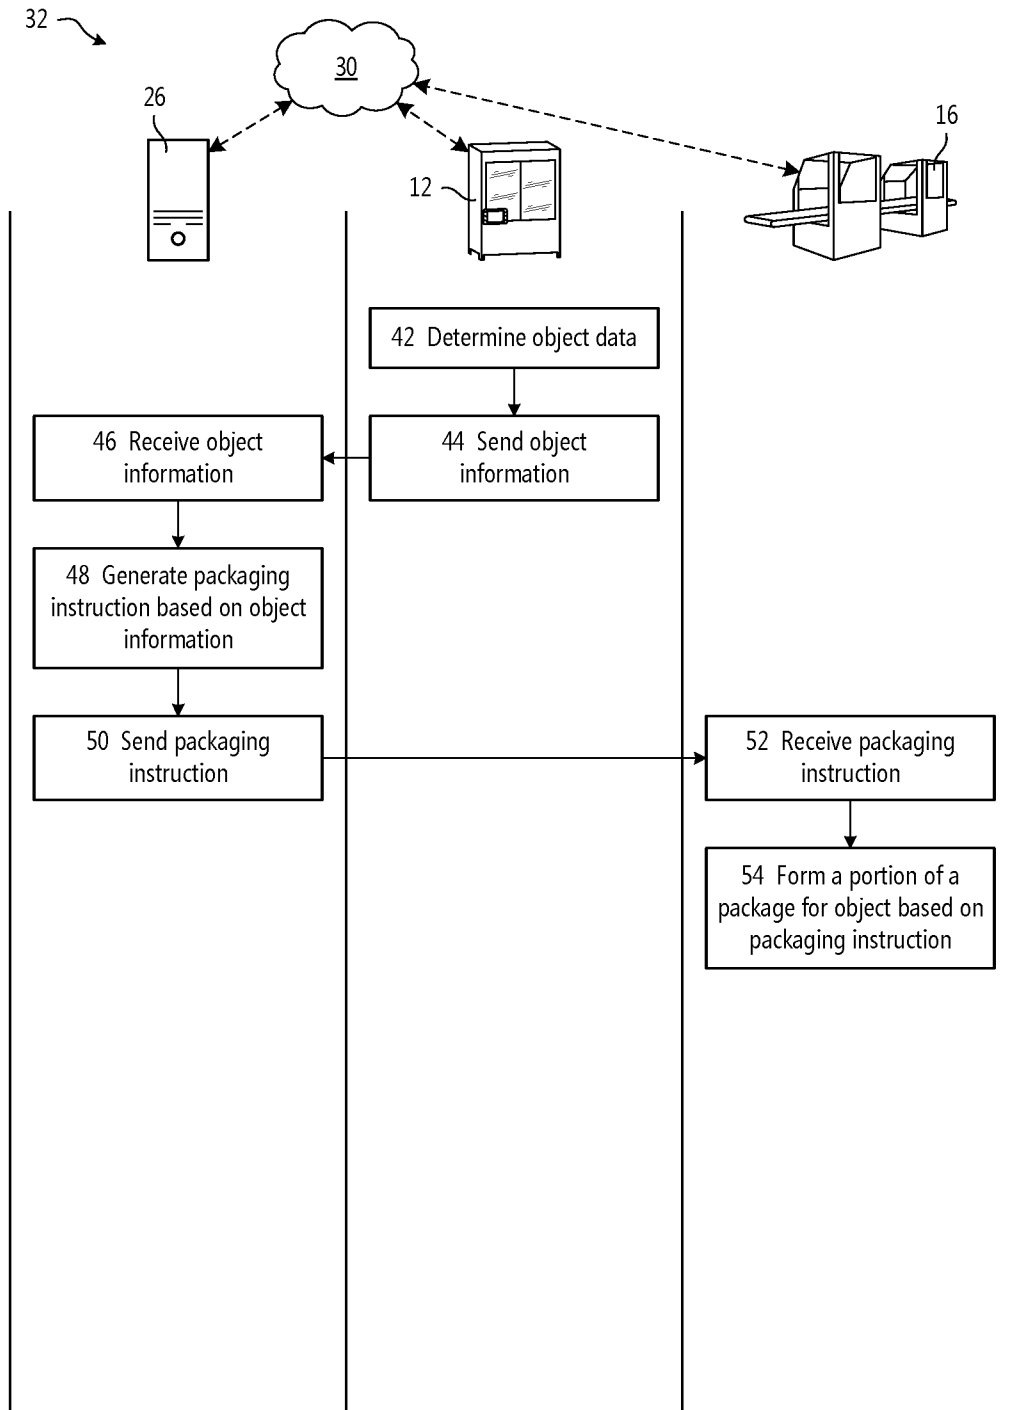 32
30
26
16
12
42 Determine object data
46 Receive object
information
44 Send object
information
48 Generate packaging
instruction based on object
information
50 Send packaging
instruction
52 Receive packaging
instruction
54 Form a portion of a
package for object based on
packaging instruction